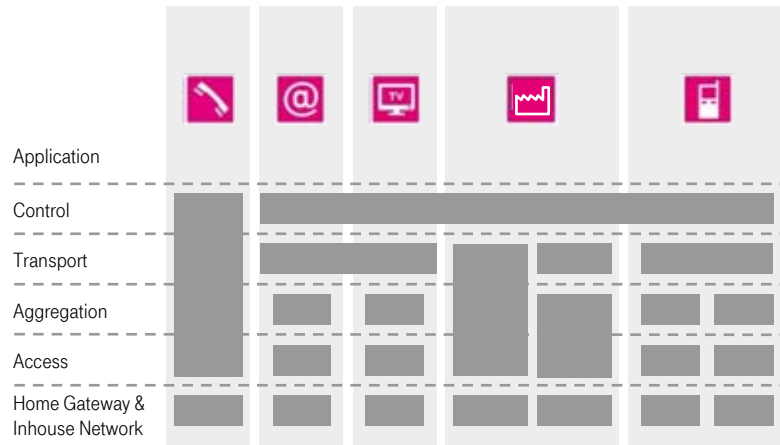 @
TV
Application
Control
Transport
Aggregation
Access
Home Gateway &
Inhouse Network